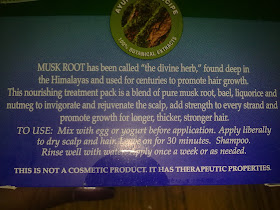 100% BOTANICAL EXTRACTS
MUSK ROOT has been called "the divine herb," found deep in
the Himalayas and used for centuries to promote hair growth.
This nourishing treatment pack is a blend of pure musk root, bael, liquorice and
nutmeg to invigorate and rejuvenate the scalp, add strength to every strand and
promote growth for longer, thicker, stronger hair.
TO USE: Mix with egg or yogurt before application. Apply liberally
to dry scalp and hair. Leave on for 30 minutes. Shampoo.
Rinse well with water. Apply once a week or as needed.
THIS IS NOT A COSMETIC PRODUCT. IT HAS THERAPEUTIC PROPERTIES.